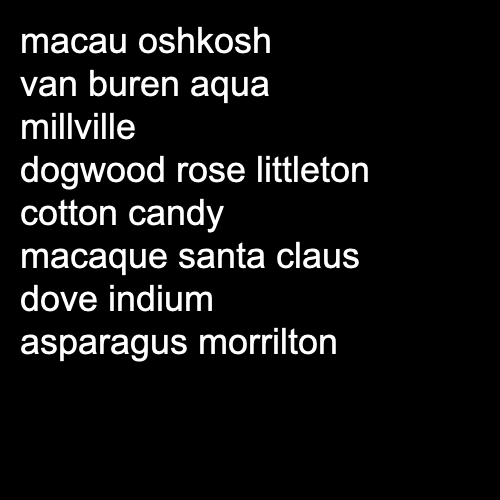 macau oshkosh
van buren aqua
millville
dogwood rose littleton
cotton candy
macaque santa claus
dove indium
asparagus morrilton